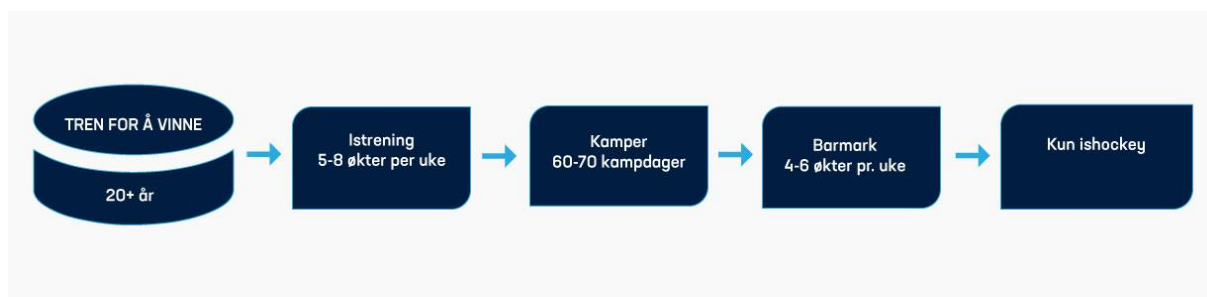 TREN FOR Å VINNE
20+ år
Istrening
5-8 økter per uke
Kamper
60-70 kampdager
Barmark
4-6 økter pr. uke
Kun ishockey